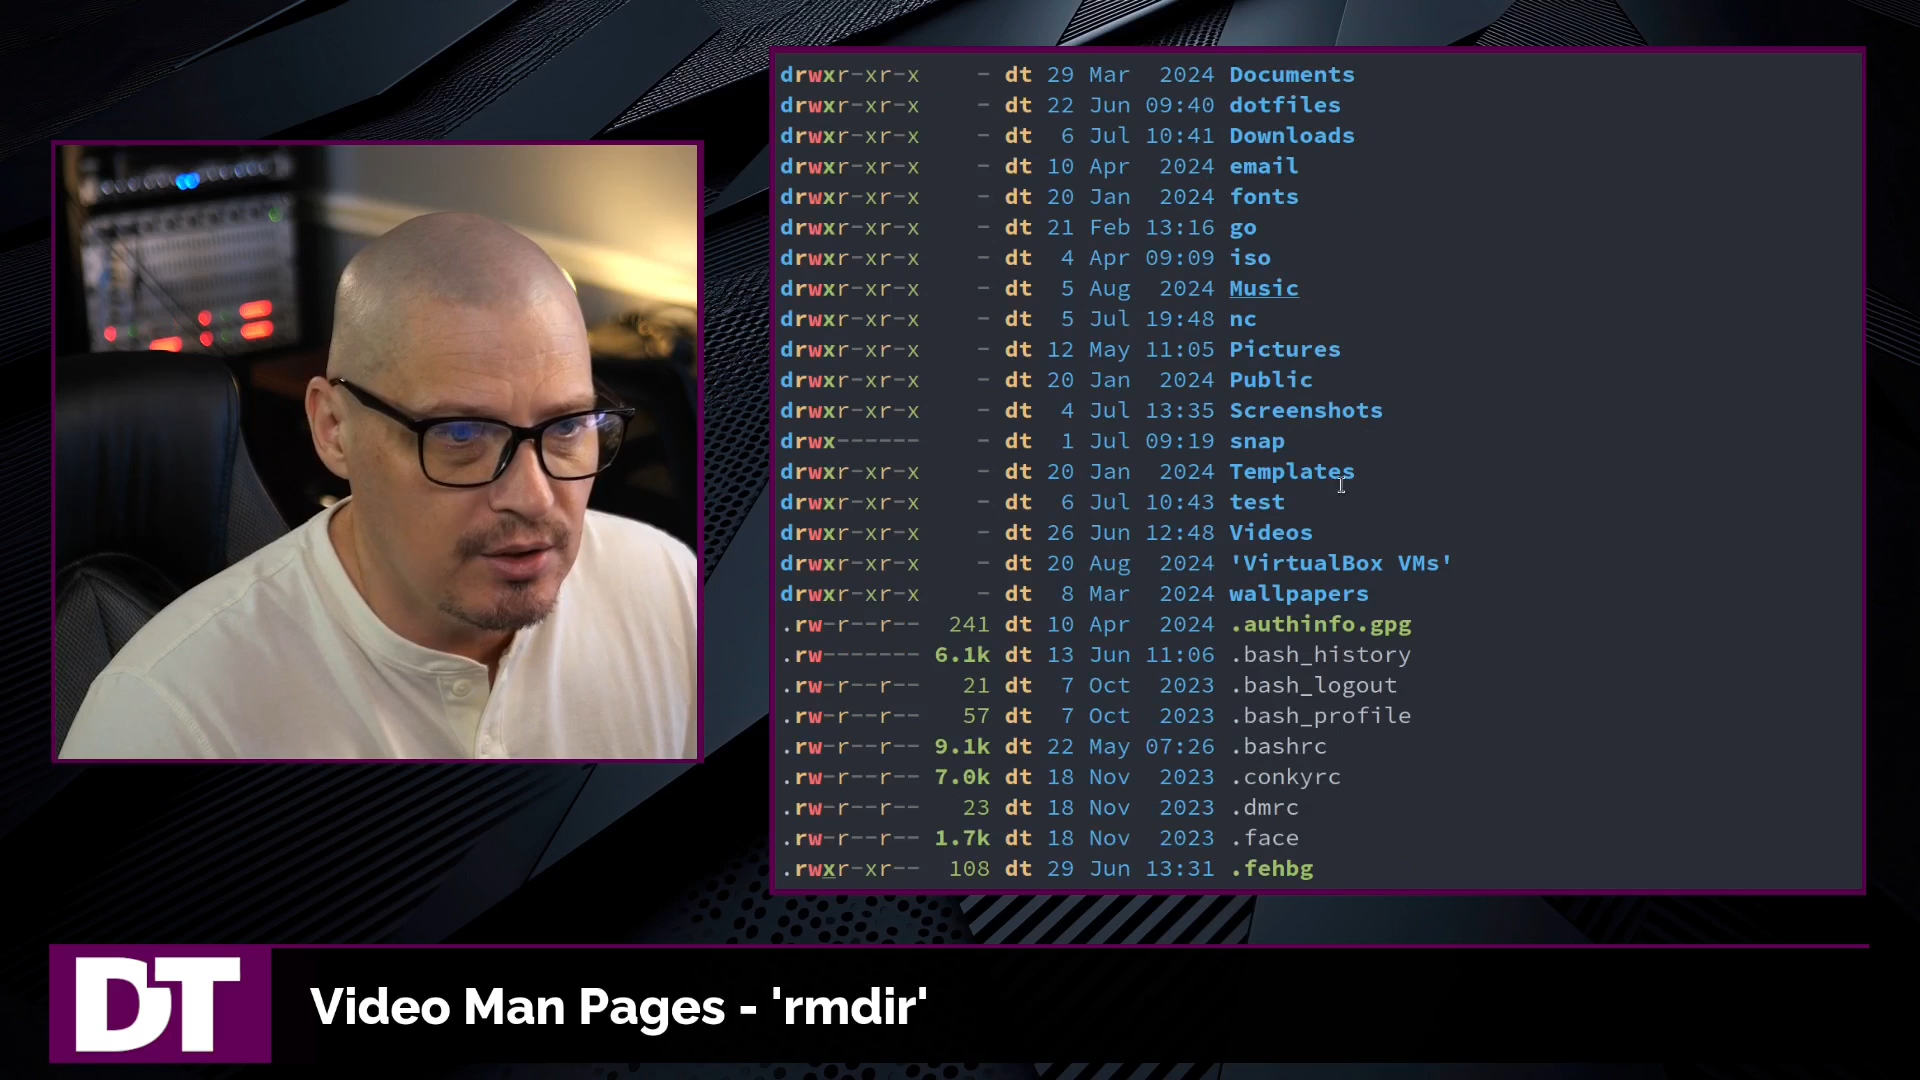 drwxr-xr-x - dt 29 Mar 2024 Documents
drwxr-xr-x - dt 22 Jun 09:40 dotfiles
drwxr-xr-x - dt 6 Jul 10:41 Downloads
drwxr-xr-x - dt 10 Apr 2024 email
drwxr-xr-x - dt 20 Jan 2024 fonts
drwxr-xr-x - dt 21 Feb 13:16 go
drwxr-xr-x - dt 4 Apr 09:09 iso
drwxr-xr-x - dt 5 Aug 2024 Music
drwxr-xr-x - dt 5 Jul 19:48 nc
drwxr-xr-x - dt 12 May 11:05 Pictures
drwxr-xr-x - dt 20 Jan 2024 Public
drwxr-xr-x - dt 4 Jul 13:35 Screenshots
drwx------ - dt 1 Jul 09:19 snap
drwxr-xr-x - dt 20 Jan 2024 Templates
drwxr-xr-x - dt 6 Jul 10:43 test
drwxr-xr-x - dt 26 Jun 12:48 Videos
drwxr-xr-x - dt 20 Aug 2024 'VirtualBox VMs'
drwxr-xr-x - dt 8 Mar 2024 wallpapers
.rw-r--r-- 241 dt 10 Apr 2024 .authinfo.gpg
.rw------- 6.1k dt 13 Jun 11:06 .bash_history
.rw-r--r-- 21 dt 7 Oct 2023 .bash_logout
.rw-r--r-- 57 dt 7 Oct 2023 .bash_profile
.rw-r--r-- 9.1k dt 22 May 07:26 .bashrc
.rw-r--r-- 7.0k dt 18 Nov 2023 .conkyrc
.rw-r--r-- 23 dt 18 Nov 2023 .dmrc
.rw-r--r-- 1.7k dt 18 Nov 2023 .face
.rwxr-xr-- 108 dt 29 Jun 13:31 .fehbg
DT
Video Man Pages - 'rmdir'